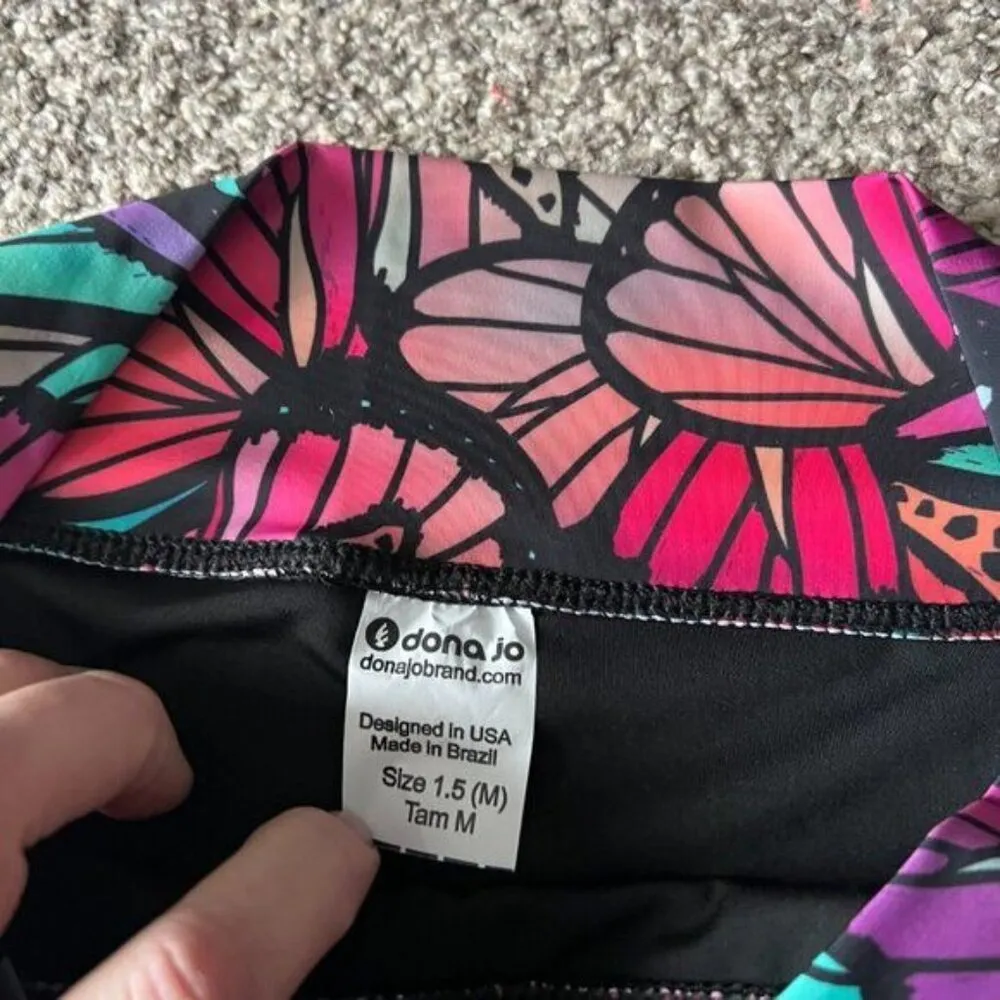 dona jo
donajobrand.com
Designed in USA
Made in Brazil
Size 1.5 (M)
Tam M